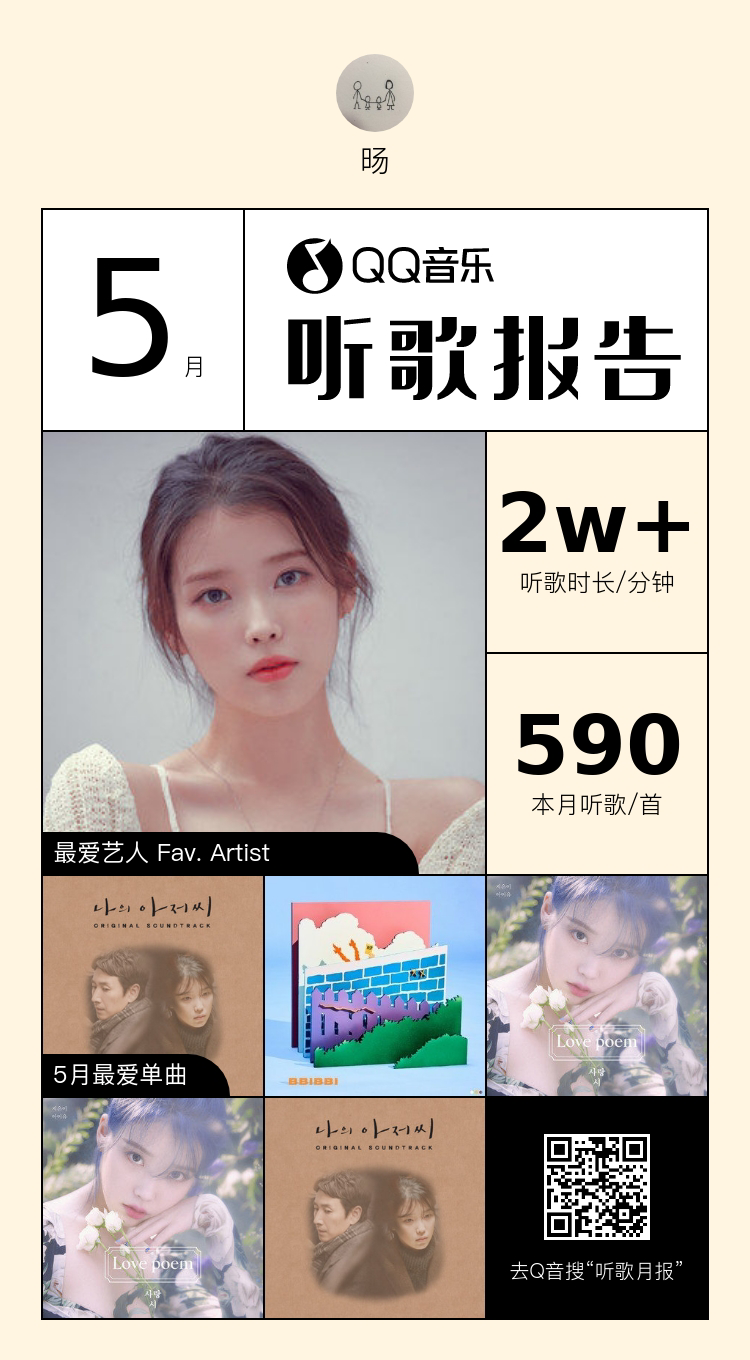 旸
5
月
QQ音乐
听歌报告
2w+
听歌时长/分钟
590
本月听歌/首
最爱艺人 Fav. Artist
나의 아저씨
ORIGINAL SOUNDTRACK
5月最爱单曲
BBIBBI
Love poem
사랑
시
Love poem
사랑
시
나의 아저씨
ORIGINAL SOUNDTRACK
去Q音搜“听歌月报”